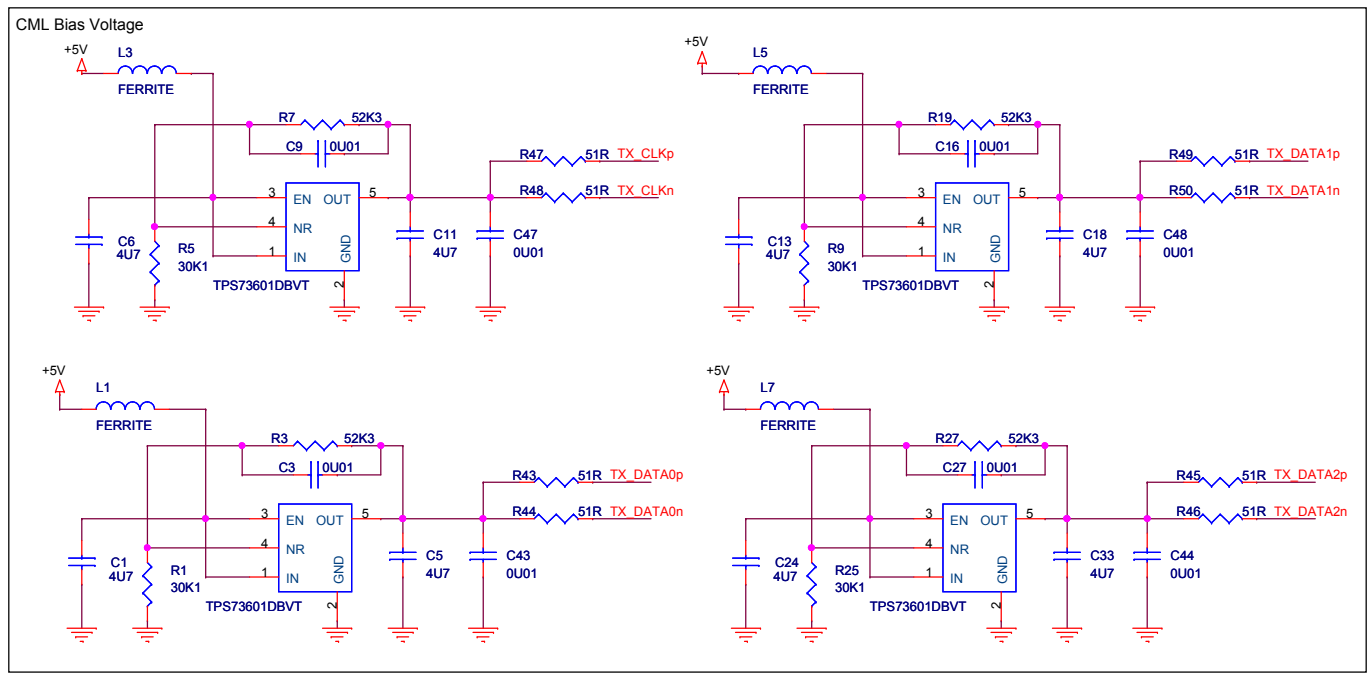 CML Bias Voltage
+5V
L3
FERRITE
R7 52K3
C9 0U01
R47 51R TX_CLKp
R48 51R TX_CLKn
3 EN OUT 5
4 NR
1 IN
GND
2
C6
4U7
R5
30K1
C11
4U7
C47
0U01
TPS73601DBVT
+5V
L5
FERRITE
R19 52K3
C16 0U01
R49 51R TX_DATA1p
R50 51R TX_DATA1n
3 EN OUT 5
4 NR
1 IN
GND
2
C13
4U7
R9
30K1
C18
4U7
C48
0U01
TPS73601DBVT
+5V
L1
FERRITE
R3 52K3
C3 0U01
R43 51R TX_DATA0p
R44 51R TX_DATA0n
3 EN OUT 5
4 NR
1 IN
GND
2
C1
4U7
R1
30K1
C5
4U7
C43
0U01
TPS73601DBVT
+5V
L7
FERRITE
R27 52K3
C27 0U01
R45 51R TX_DATA2p
R46 51R TX_DATA2n
3 EN OUT 5
4 NR
1 IN
GND
2
C24
4U7
R25
30K1
C33
4U7
C44
0U01
TPS73601DBVT